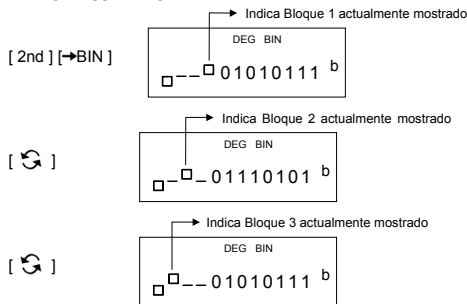 Indica Bloque 1 actualmente mostrado
DEG BIN
[ 2nd ] [→BIN ]
01010111 b
Indica Bloque 2 actualmente mostrado
DEG BIN
[ 🔄 ]
01110101 b
Indica Bloque 3 actualmente mostrado
DEG BIN
[ 🔄 ]
01010111 b